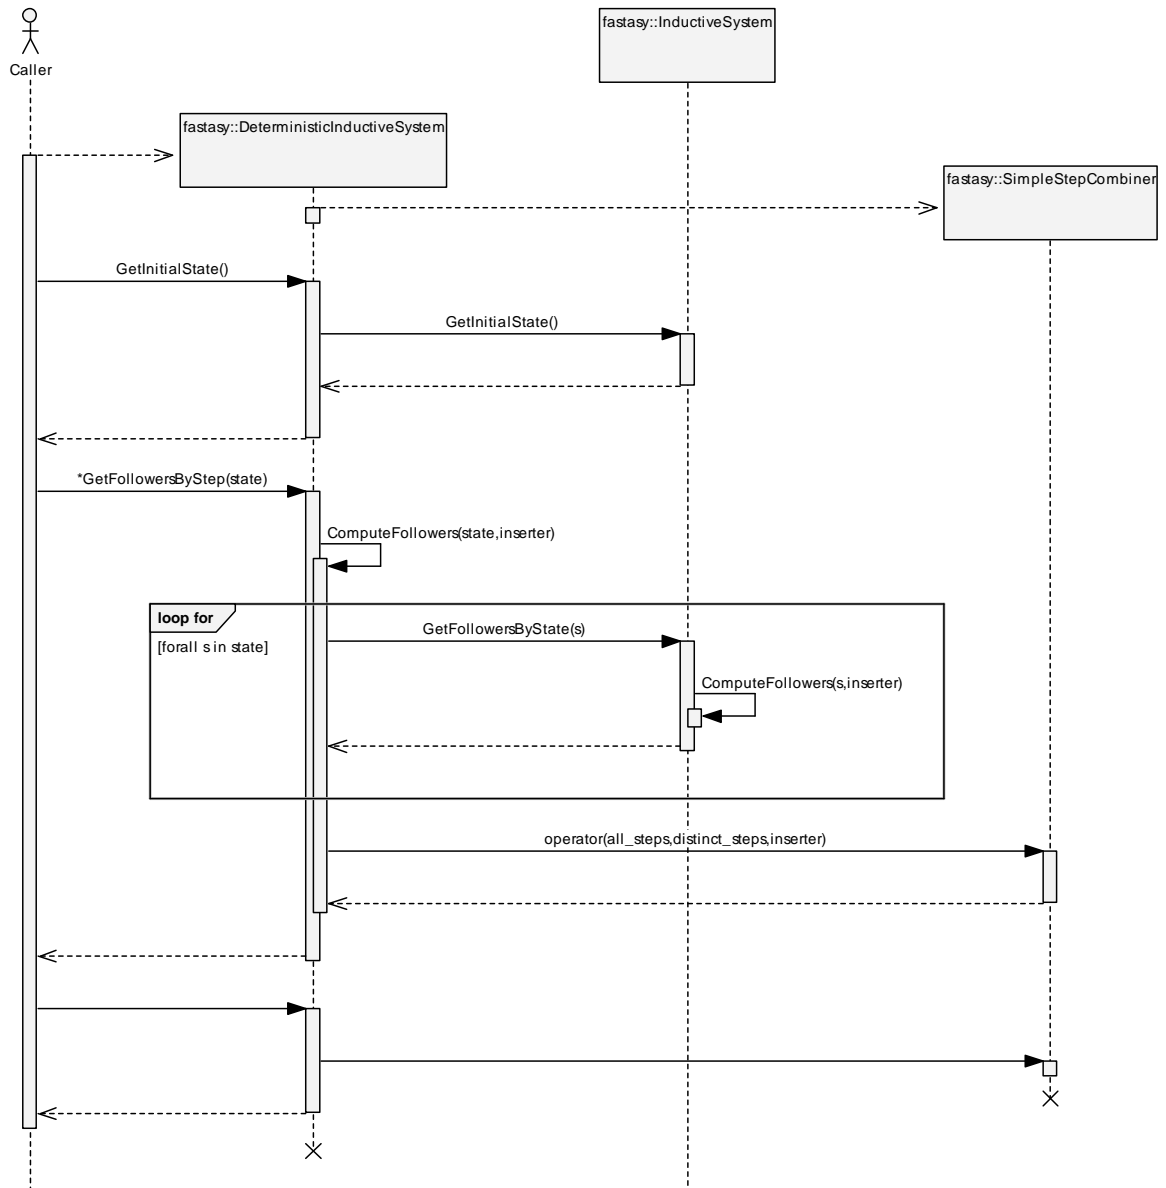 fastasy::InductiveSystem
Caller
fastasy::DeterministicInductiveSystem
fastasy::SimpleStepCombiner
GetInitialState()
GetInitialState()
*GetFollowersByStep(state)
ComputeFollowers(state,inserter)
loop for
GetFollowersByState(s)
[forall s in state]
ComputeFollowers(s,inserter)
operator(all_steps,distinct_steps,inserter)